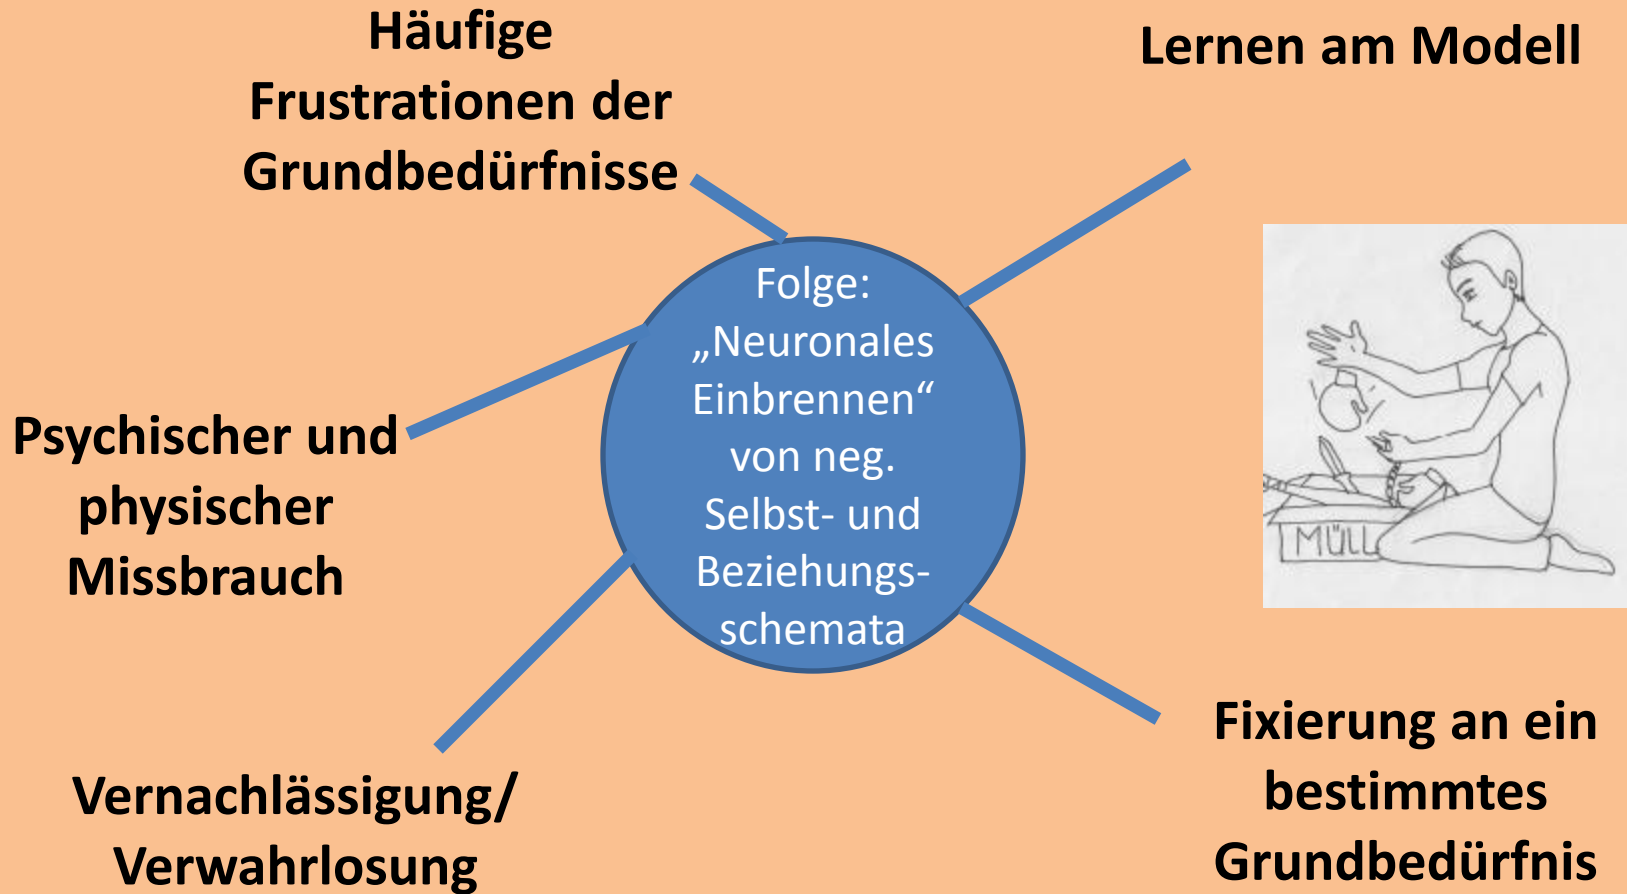 Häufige
Frustrationen der
Grundbedürfnisse
Lernen am Modell
Folge:
„Neuronales
Einbrennen“
von neg.
Selbst- und
Beziehungs-
schemata
Psychischer und
physischer
Missbrauch
MÜLL
Vernachlässigung/
Verwahrlosung
Fixierung an ein
bestimmtes
Grundbedürfnis